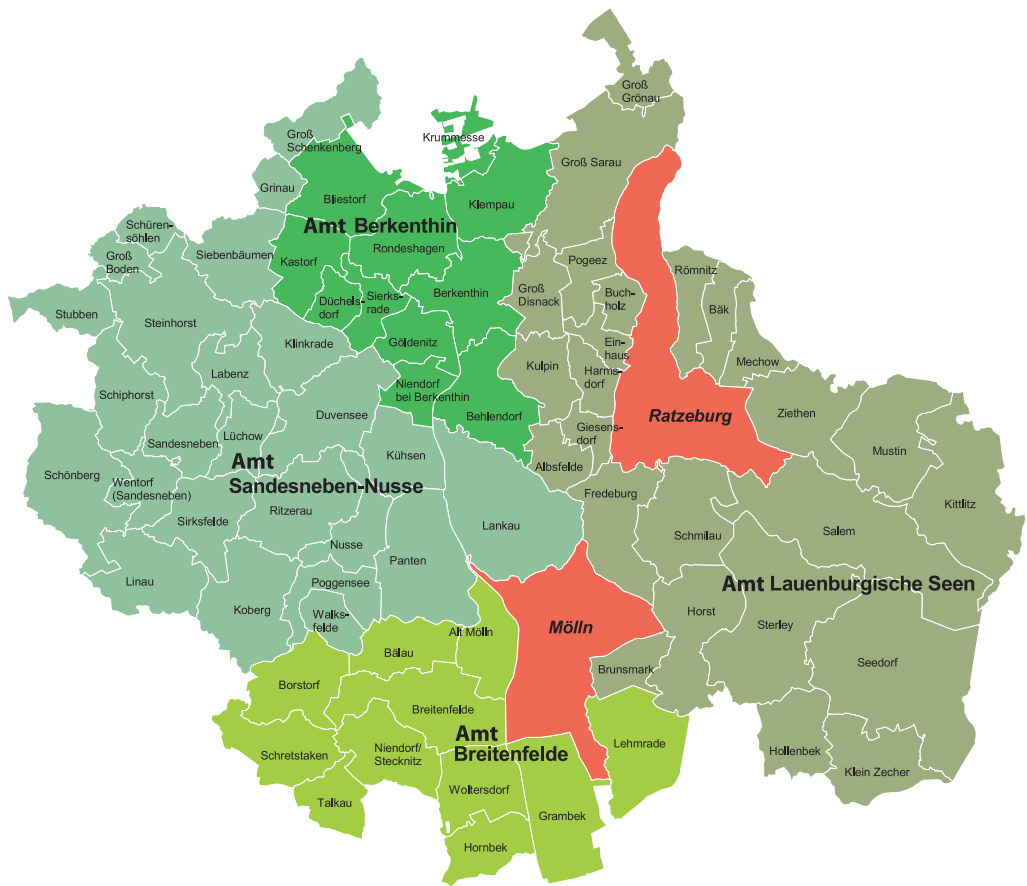 Groß
Grönau
Groß
Schenkenberg
Krummesse
Groß Sarau
Grinau
Bliestorf
Klempau
Amt Berkenthin
Schüren-
söhlen
Groß
Boden
Siebenbäumen
Kastorf
Rondeshagen
Pogeez
Römnitz
Stubben
Steinhorst
Düchels-
dorf
Sierks-
rade
Berkenthin
Groß
Disnack
Buch-
holz
Bäk
Klinkrade
Göldenitz
Ein-
haus
Mechow
Labenz
Kulpin
Harms-
dorf
Schiphorst
Niendorf
bei Berkenthin
Duvensee
Behlendorf
Ratzeburg
Ziethen
Sandesneben
Lüchow
Giesens-
dorf
Mustin
Kühsen
Albsfelde
Amt
Sandesneben-Nusse
Schönberg
Wentorf
(Sandesneben)
Fredeburg
Kittlitz
Sirksfelde
Ritzerau
Lankau
Schmilau
Salem
Nusse
Panten
Linau
Poggensee
Koberg
Amt Lauenburgische Seen
Walks-
felde
Horst
Sterley
Alt Mölln
Mölln
Bälau
Seedorf
Brunsmark
Borstorf
Breitenfelde
Amt
Breitenfelde
Lehmrade
Schretstaken
Niendorf/
Stecknitz
Hollenbek
Klein Zecher
Woltersdorf
Talkau
Grambek
Hornbek